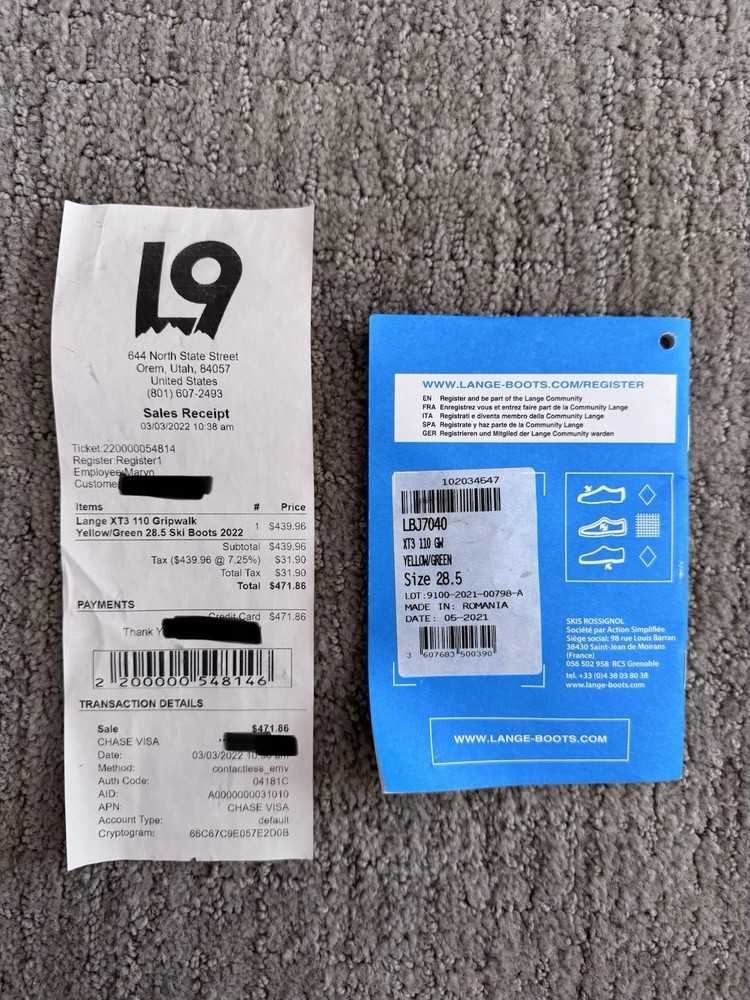 L9
644 North State Street
Orem, Utah, 84057
United States
(801) 607-2493
Sales Receipt
03/03/2022 10:38 am
Ticket:220000054814
Register:Register1
Employee:Maryn
Custome
Items # Price
Lange XT3 110 Gripwalk
Yellow/Green 28.5 Ski Boots 2022 1 $439.96
Subtotal $439.96
Tax ($439.96 @ 7.25%) $31.90
Total Tax $31.90
Total $471.86
PAYMENTS
Credit Card $471.86
Thank Y
2 200000 548146
TRANSACTION DETAILS
Sale $471.86
CHASE VISA
Date: 03/03/2022 am
Method: contactless_emv
Auth Code: 04181C
AID: A0000000031010
APN: CHASE VISA
Account Type: default
Cryptogram: 66C67C9E057E2D0B
WWW.LANGE-BOOTS.COM/REGISTER
EN Register and be part of the Lange Community
FRA Enregistrez vous et entrez faire part de la Community Lange
ITA Registrati e diventa membro della Community Lange
SPA Registrate y haz parte de la Community Lange
GER Registrieren und Mitglied der Lange Community warden
102034547
LBJ7040
XT3 110 GW
YELLOW/GREEN
Size 28.5
LOT:9100-2021-00798-A
MADE IN: ROMANIA
DATE: 05-2021
3 607683 500390
SKIS ROSSIGNOL
Société par Action Simplifiée
Siège social: 98 rue Louis Barran
38430 Saint-Jean de Moirans
(France)
056 502 958 RCS Grenoble
tel. +33 (0)4 38 03 80 38
www.lange-boots.com
WWW.LANGE-BOOTS.COM